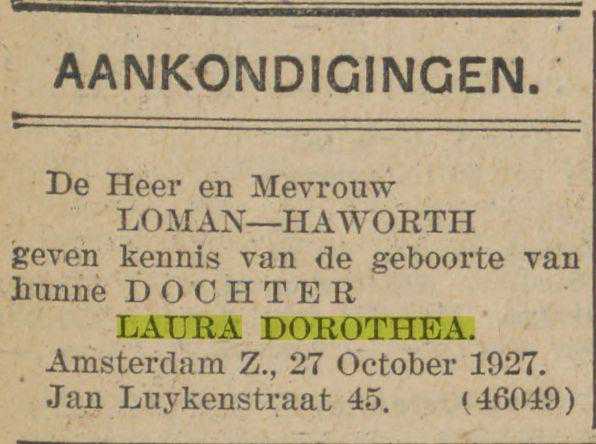 AANKONDIGINGEN.
De Heer en Mevrouw
LOMAN—HAWORTH
geven kennis van de geboorte van
hunne DOCHTER
LAURA DOROTHEA.
Amsterdam Z., 27 October 1927.
Jan Luykenstraat 45. (46049)